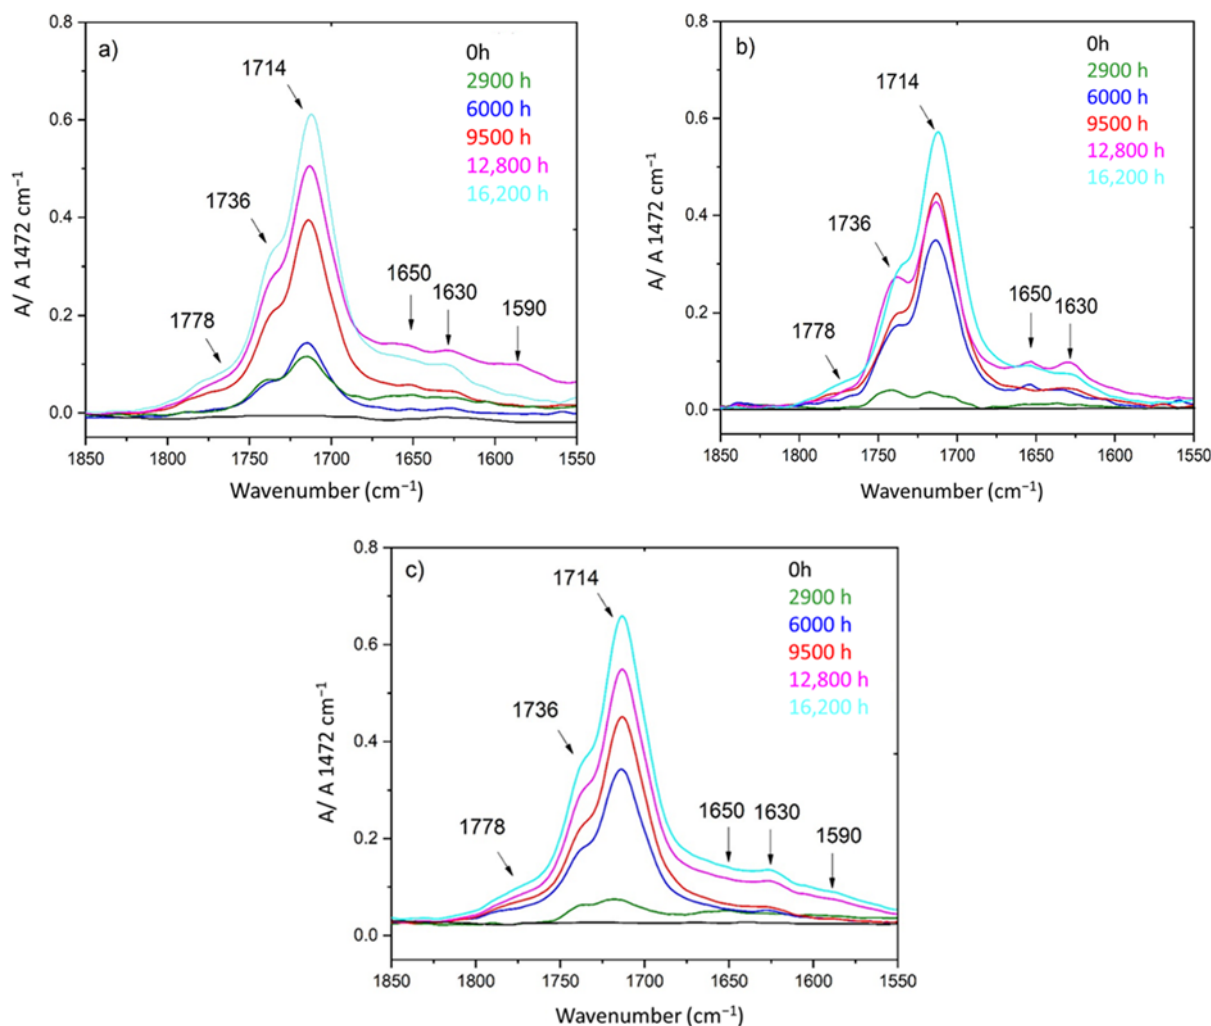 a)
0h
2900 h
6000 h
9500 h
12,800 h
16,200 h
1714
1736
1778
1650
1630
1590
0.8
0.6
0.4
0.2
0.0
A/ A 1472 cm⁻¹
1850 1800 1750 1700 1650 1600 1550
Wavenumber (cm⁻¹)
b)
0h
2900 h
6000 h
9500 h
12,800 h
16,200 h
1714
1736
1778
1650
1630
0.8
0.6
0.4
0.2
0.0
A/ A 1472 cm⁻¹
1850 1800 1750 1700 1650 1600 1550
Wavenumber (cm⁻¹)
c)
0h
2900 h
6000 h
9500 h
12,800 h
16,200 h
1714
1736
1778
1650
1630
1590
0.8
0.6
0.4
0.2
0.0
A/ A 1472 cm⁻¹
1850 1800 1750 1700 1650 1600 1550
Wavenumber (cm⁻¹)